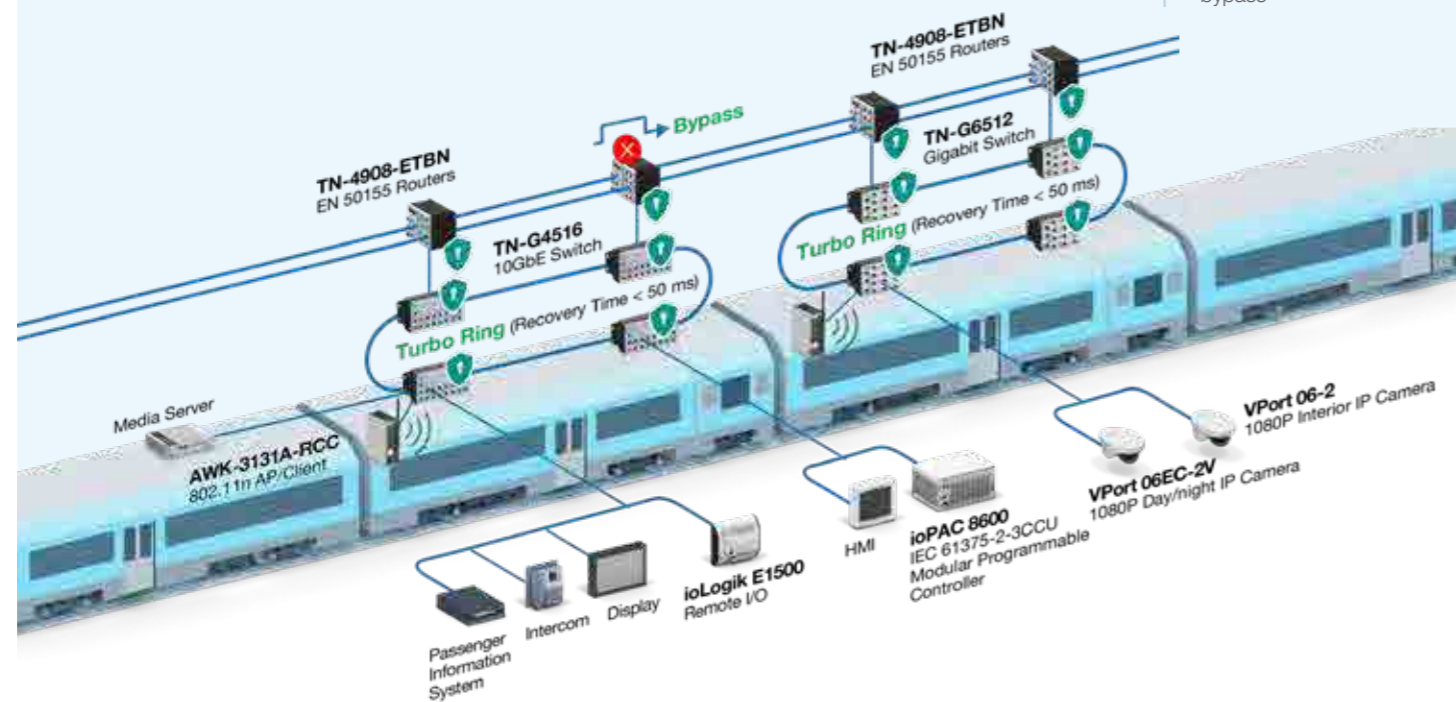 bypass
TN-4908-ETBN
EN 50155 Routers
Bypass
TN-G6512
Gigabit Switch
TN-4908-ETBN
EN 50155 Routers
TN-G4516
10GbE Switch
Turbo Ring (Recovery Time < 50 ms)
Turbo Ring (Recovery Time < 50 ms)
Media Server
AWK-3131A-RCC
802.11n AP/Client
VPort 06-2
1080P Interior IP Camera
VPort 06EC-2V
1080P Day/night IP Camera
HMI
ioPAC 8600
IEC 61375-2-3CCU
Modular Programmable
Controller
ioLogik E1500
Remote I/O
Display
Intercom
Passenger
Information
System